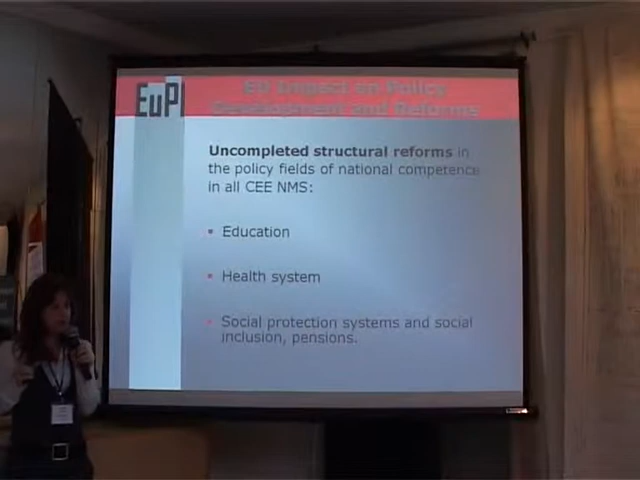 EuPI
EU Impact on Policy
Development and Reforms
Uncompleted structural reforms in
the policy fields of national competence
in all CEE NMS:
• Education
• Health system
• Social protection systems and social
inclusion, pensions.